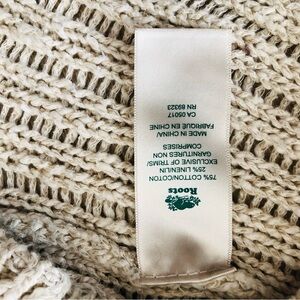 Roots
75% COTTON/COTON
25% LINEN/LIN
EXCLUSIVE OF TRIMS/
GARNITURES NON
COMPRISES
MADE IN CHINA/
FABRIQUÉ EN CHINE
CA 05017
RN 89323